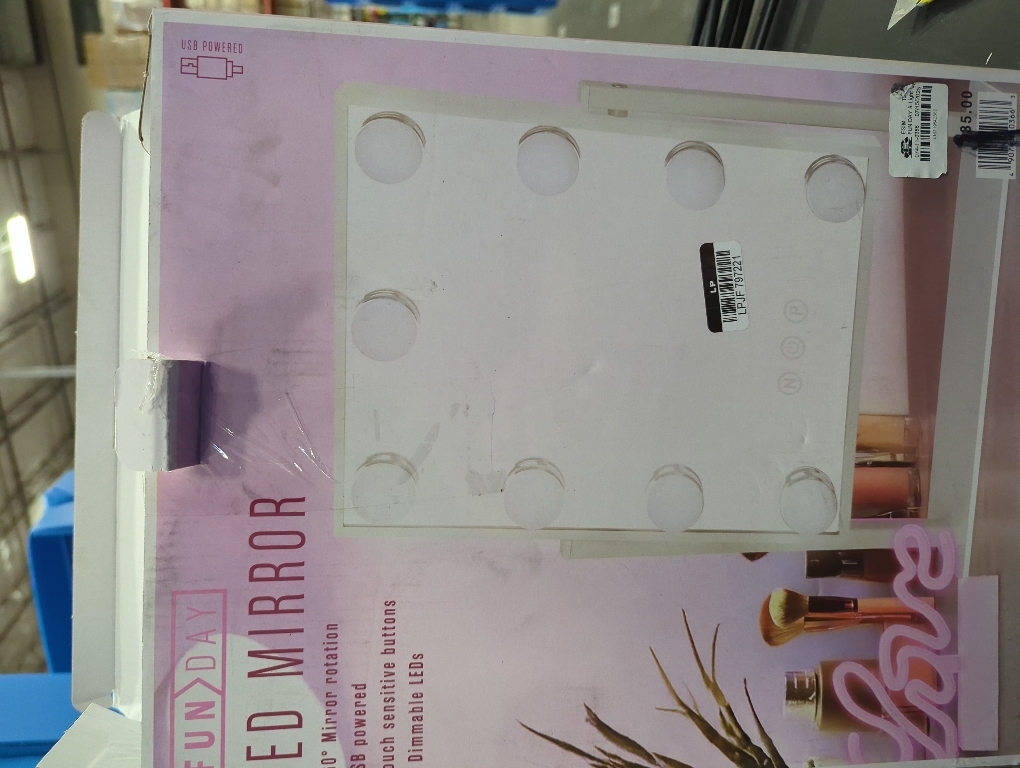 USB POWERED
FUN DAY
ED MIRROR
0° Mirror rotation
SB powered
ouch sensitive buttons
Dimmable LEDs
LP
LPJF797221
N O P
85.00
love